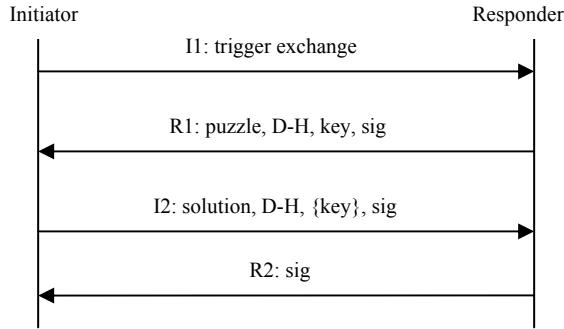 Initiator
Responder
I1: trigger exchange
R1: puzzle, D-H, key, sig
I2: solution, D-H, {key}, sig
R2: sig